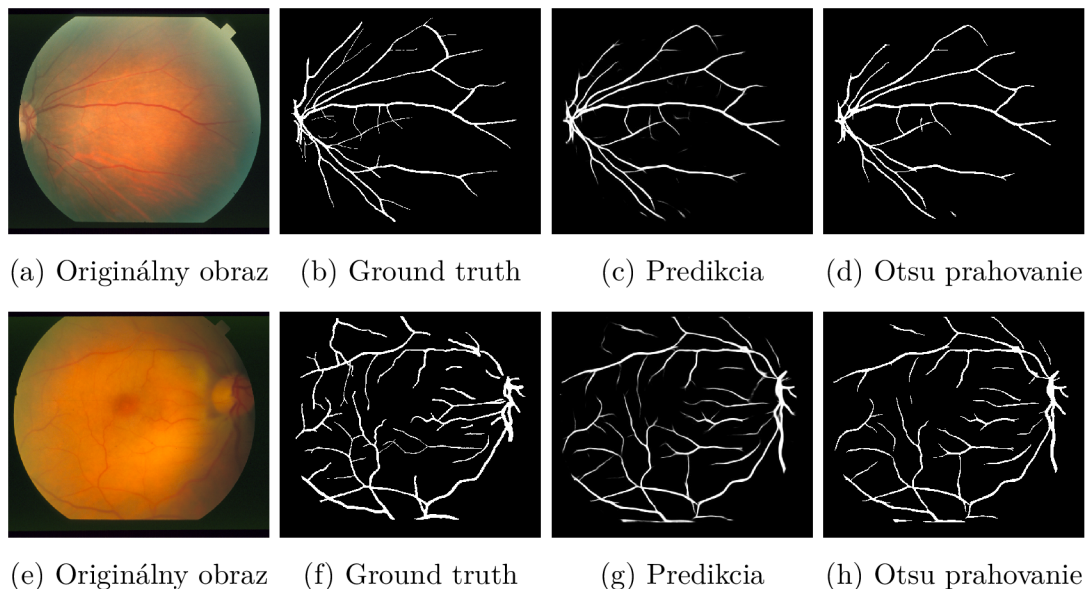 (a) Originálny obraz (b) Ground truth (c) Predikcia (d) Otsu prahovanie
(e) Originálny obraz (f) Ground truth (g) Predikcia (h) Otsu prahovanie